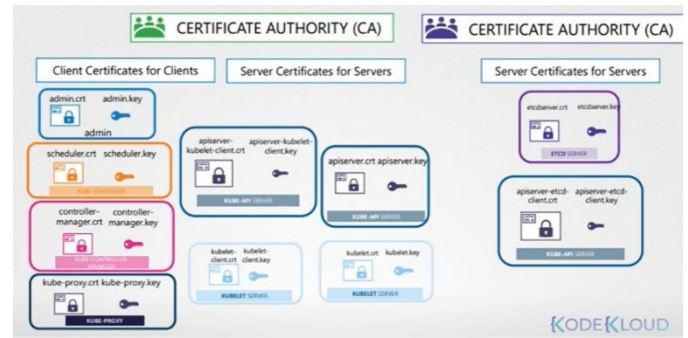 CERTIFICATE AUTHORITY (CA)
CERTIFICATE AUTHORITY (CA)
Client Certificates for Clients
Server Certificates for Servers
Server Certificates for Servers
admin.crt admin.key
admin
scheduler.crt scheduler.key
KUBE-SCHEDULER
controller-
manager.crt
controller-
manager.key
KUBE-CONTROLLER
MANAGER
kube-proxy.crt kube-proxy.key
KUBE-PROXY
apiserver-
kubelet-client.crt
apiserver-kubelet-
client.key
KUBE-API SERVER
apiserver.crt apiserver.key
KUBE-API SERVER
kubelet-
client.crt
kubelet-
client.key
KUBELET SERVER
kubelet.crt kubelet.key
KUBELET SERVER
etcdserver.crt etcdserver.key
ETCD SERVER
apiserver-etcd-
client.crt
apiserver-etcd-
client.key
KUBE-API SERVER
KODEKLOUD